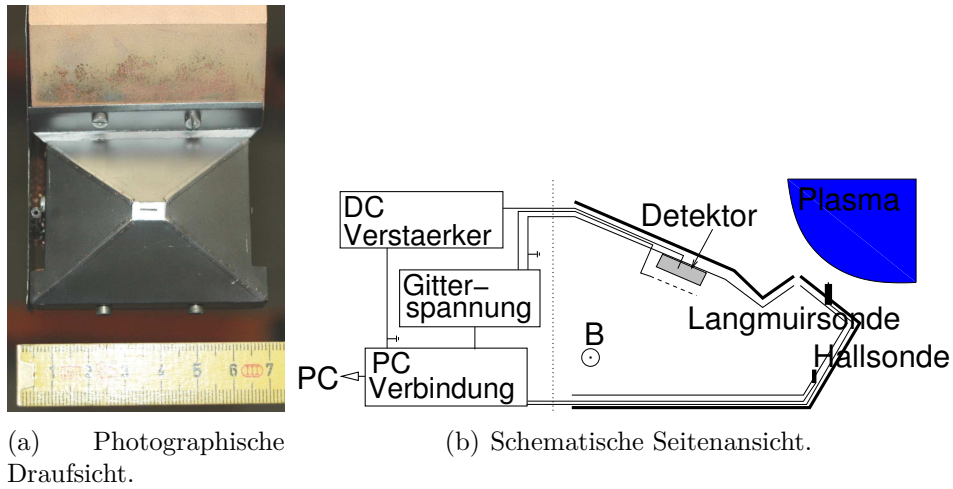 1 2 3 4 5 6 7
DC
Verstaerker
Detektor
Plasma
Gitter-
spannung
Langmuirsonde
B
Hallsonde
PC
PC
Verbindung
(a) Photographische
Draufsicht.
(b) Schematische Seitenansicht.